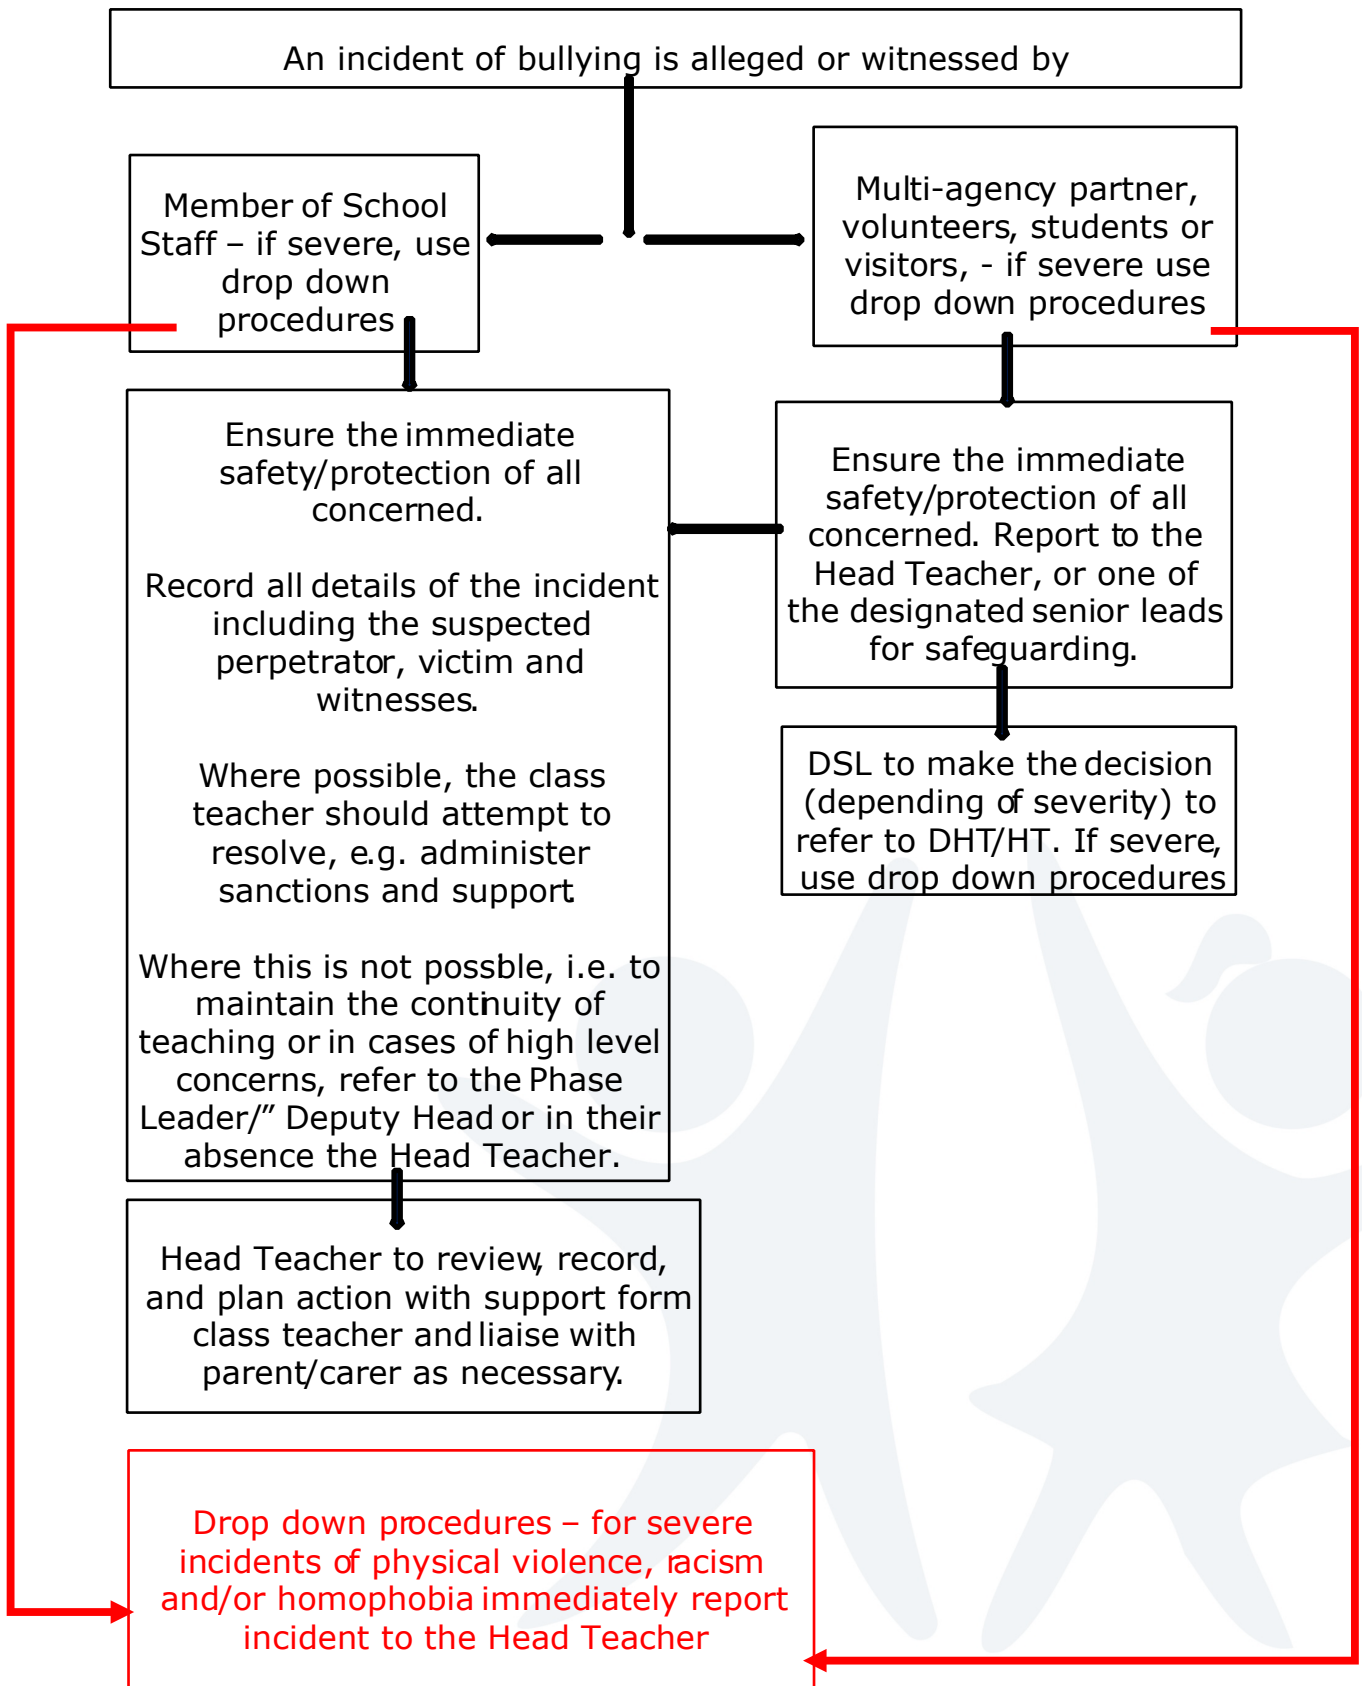 An incident of bullying is alleged or witnessed by
Member of School
Staff – if severe, use
drop down
procedures
Multi-agency partner,
volunteers, students or
visitors, - if severe use
drop down procedures
Ensure the immediate
safety/protection of all
concerned.
Record all details of the incident
including the suspected
perpetrator, victim and
witnesses.
Where possible, the class
teacher should attempt to
resolve, e.g. administer
sanctions and support.
Where this is not possible, i.e. to
maintain the continuity of
teaching or in cases of high level
concerns, refer to the Phase
Leader/” Deputy Head or in their
absence the Head Teacher.
Ensure the immediate
safety/protection of all
concerned. Report to the
Head Teacher, or one of
the designated senior leads
for safeguarding.
DSL to make the decision
(depending of severity) to
refer to DHT/HT. If severe,
use drop down procedures
Head Teacher to review, record,
and plan action with support form
class teacher and liaise with
parent/carer as necessary.
Drop down procedures – for severe
incidents of physical violence, racism
and/or homophobia immediately report
incident to the Head Teacher